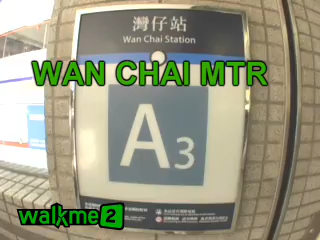 灣仔站
Wan Chai Station
WAN CHAI MTR
A3
walkme2